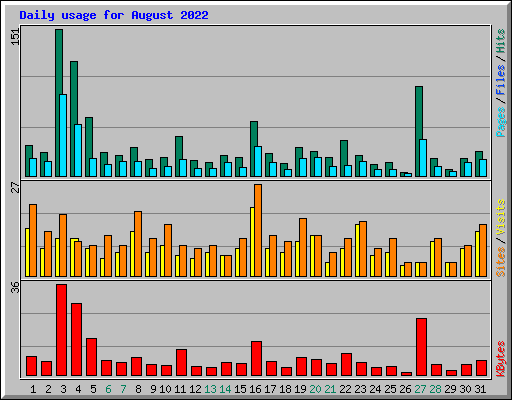 Daily usage for August 2022
151
Pages / Files / Hits
27
Sites / Visits
36
KBytes
1 2 3 4 5 6 7 8 9 10 11 12 13 14 15 16 17 18 19 20 21 22 23 24 25 26 27 28 29 30 31